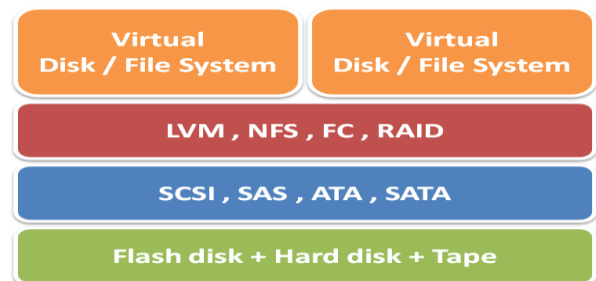 Virtual
Disk / File System
Virtual
Disk / File System
LVM , NFS , FC , RAID
SCSI , SAS , ATA , SATA
Flash disk + Hard disk + Tape